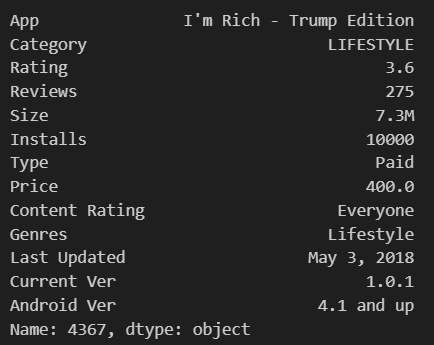 App I'm Rich - Trump Edition
Category LIFESTYLE
Rating 3.6
Reviews 275
Size 7.3M
Installs 10000
Type Paid
Price 400.0
Content Rating Everyone
Genres Lifestyle
Last Updated May 3, 2018
Current Ver 1.0.1
Android Ver 4.1 and up
Name: 4367, dtype: object